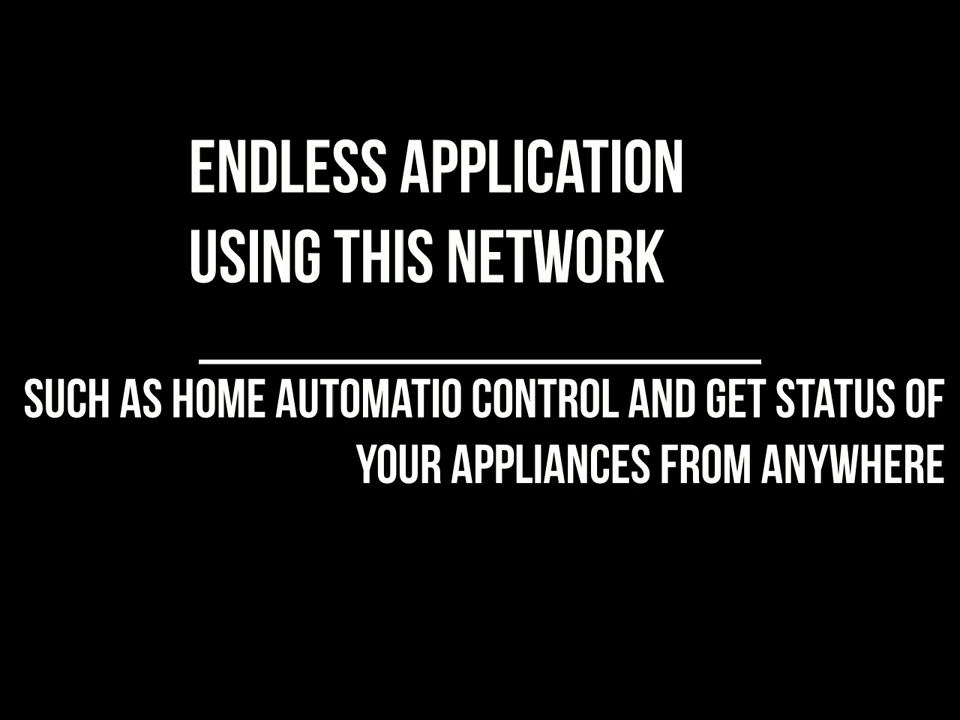 ENDLESS APPLICATION
USING THIS NETWORK
SUCH AS HOME AUTOMATIO CONTROL AND GET STATUS OF
YOUR APPLIANCES FROM ANYWHERE